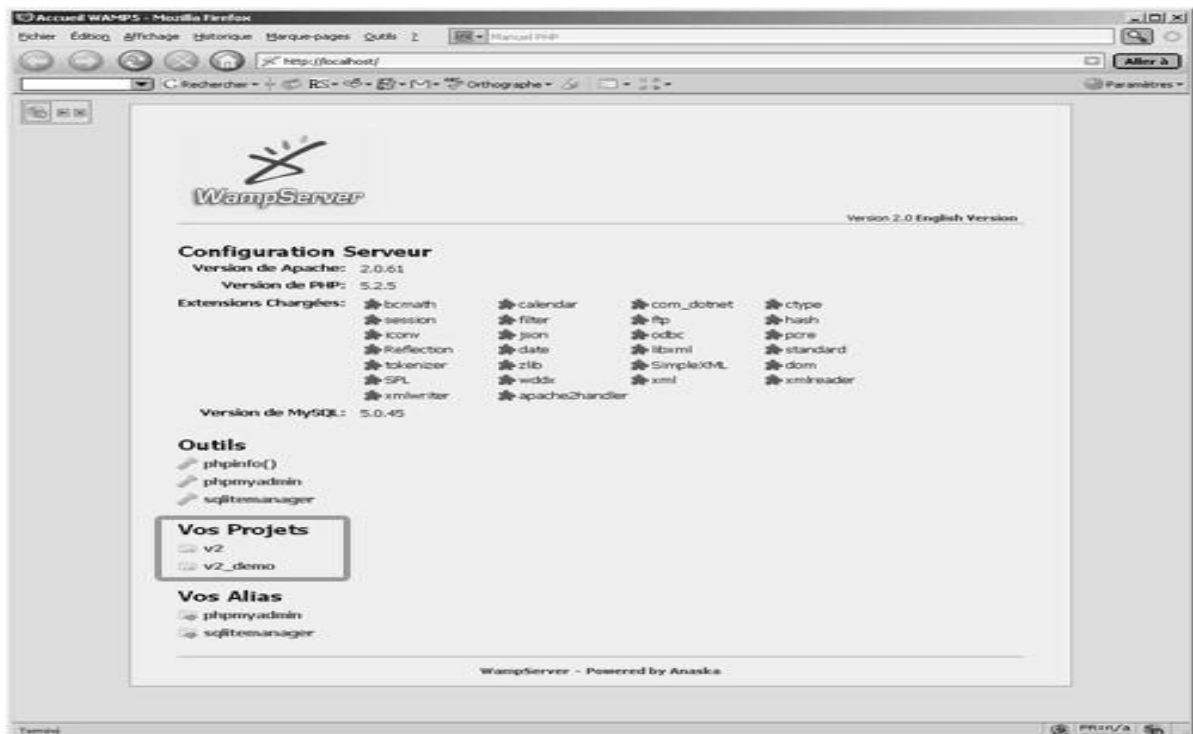 Accueil WAMP5 - Mozilla Firefox
Fichier Édition Affichage Historique Marque-pages Outils ? Manuel PHP
http://localhost/ Aller à
Rechercher RS Orthographe Paramètres
WampServer
Version 2.0 English Version
Configuration Serveur
Version de Apache: 2.0.61
Version de PHP: 5.2.5
Extensions Chargées: bcmath calendar com_dotnet ctype
session filter ftp hash
iconv json odbc pcre
Reflection date libxml standard
tokenizer zlib SimpleXML dom
SPL wddx xml xmlreader
xmlwriter apache2handler
Version de MySQL: 5.0.45
Outils
phpinfo()
phpmyadmin
sqlitemanager
Vos Projets
v2
v2_demo
Vos Alias
phpmyadmin
sqlitemanager
WampServer - Powered by Anaska
Terminé PR=n/a